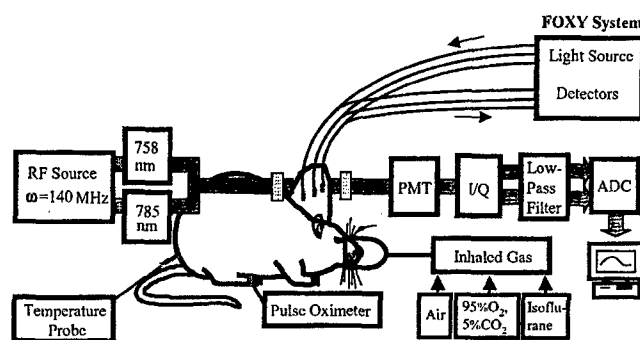 FOXY System
Light Source
Detectors
758
nm
RF Source
ω=140 MHz
785
nm
PMT
I/Q
Low-
Pass
Filter
ADC
Inhaled Gas
Temperature
Probe
Pulse Oximeter
Air
95%O₂,
5%CO₂
Isoflu-
rane